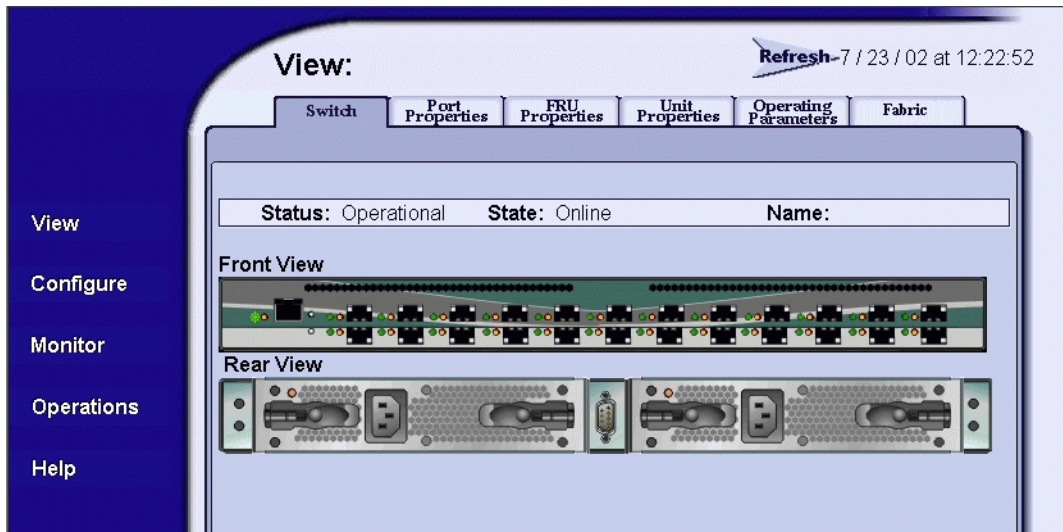 View:
Refresh-7 / 23 / 02 at 12:22:52
Switch
Port Properties
FRU Properties
Unit Properties
Operating Parameters
Fabric
Status: Operational State: Online Name:
View
Configure
Monitor
Operations
Help
Front View
Rear View